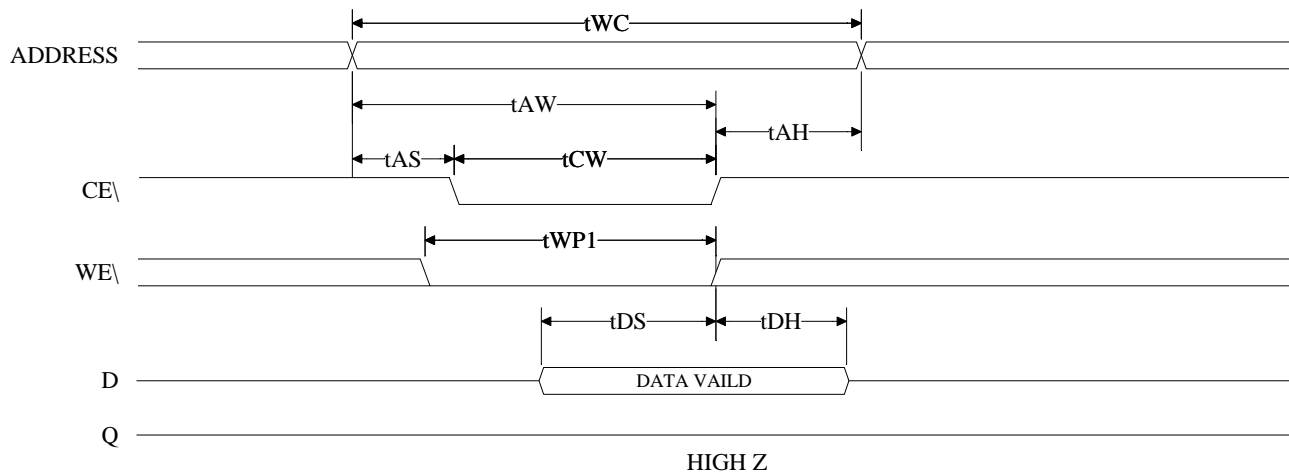 tWC
ADDRESS
tAW
tAH
tAS
tCW
CE\
tWP1
WE\
tDS
tDH
D
DATA VAILD
Q
HIGH Z